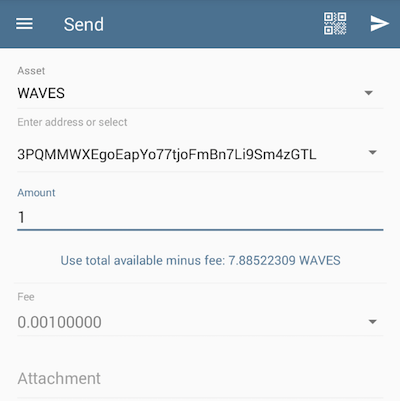 Send
Asset
WAVES
Enter address or select
3PQMMWXEgoEapYo77tjoFmBn7Li9Sm4zGTL
Amount
1
Use total available minus fee: 7.88522309 WAVES
Fee
0.00100000
Attachment